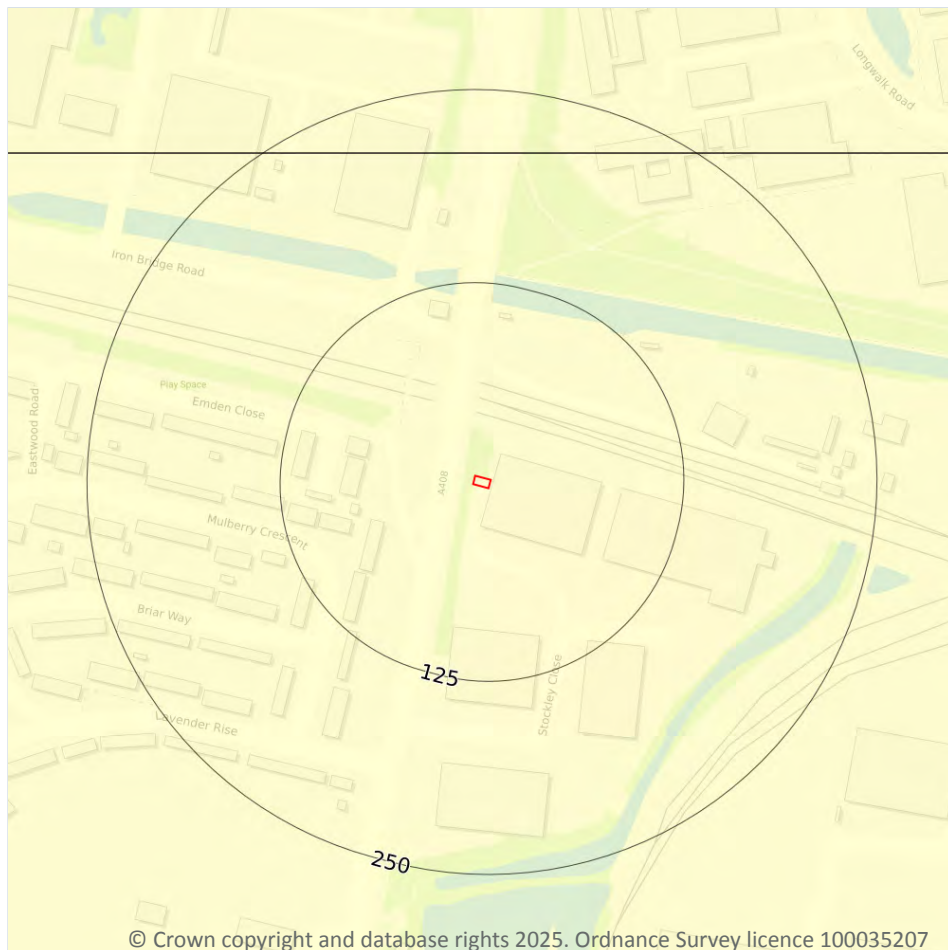 Longwalk Road
Iron Bridge Road
Play Space
Emden Close
Eastwood Road
A408
Mulberry Crescent
Briar Way
125
Stockley Close
Lavender Rise
250
© Crown copyright and database rights 2025. Ordnance Survey licence 100035207